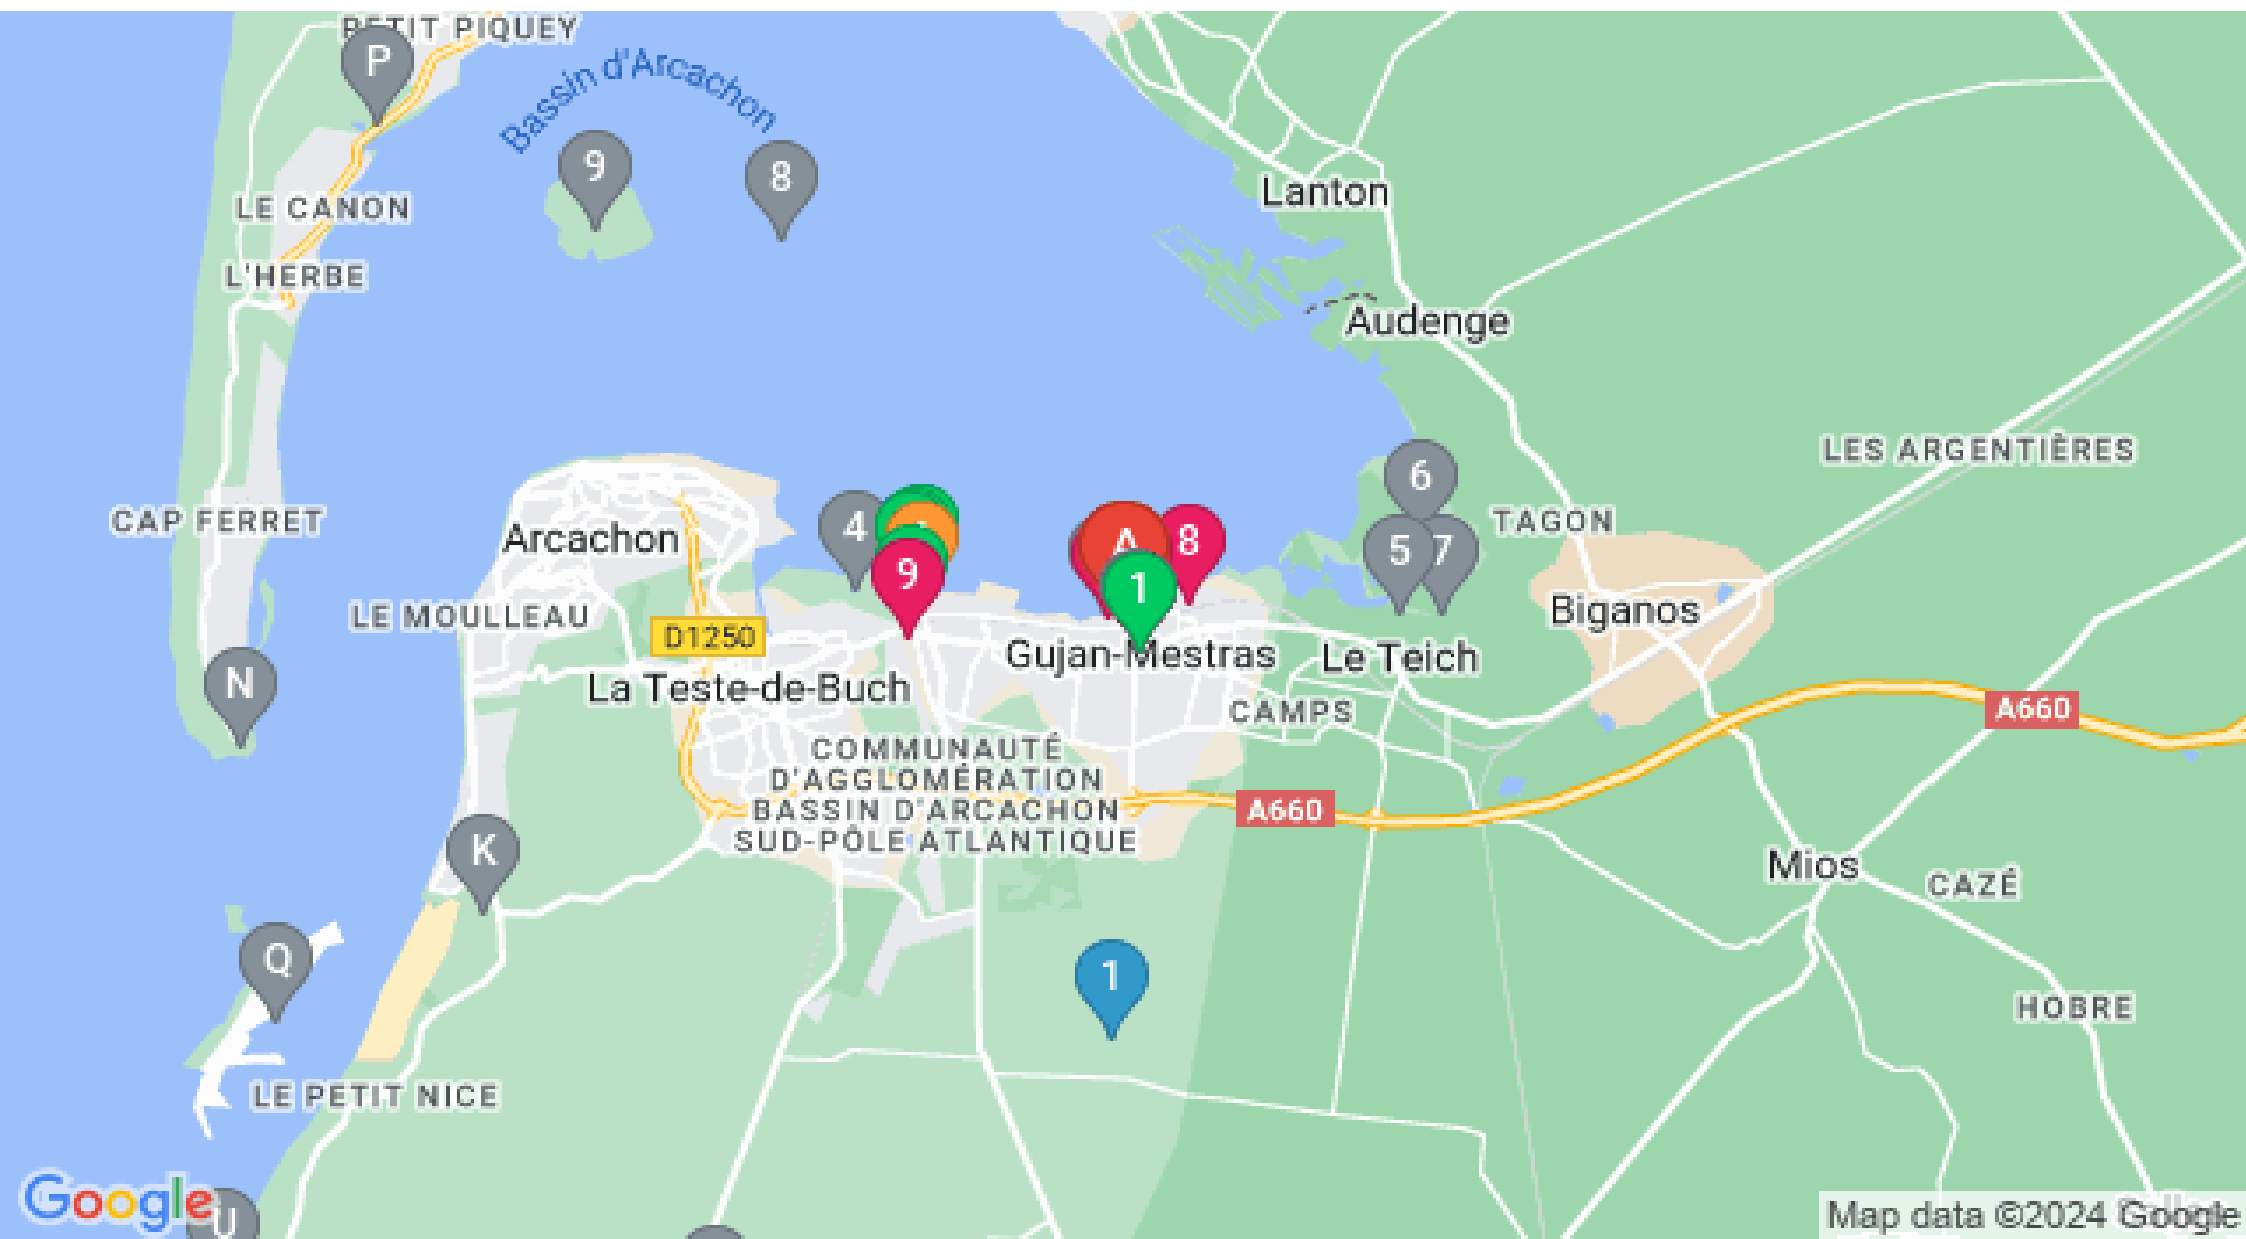 PETIT PIQUEY
P
Bassin d'Arcachon
9
8
Lanton
LE CANON
L'HERBE
Audenge
LES ARGENTIÈRES
6
CAP FERRET
4
Arcachon
9
A
8
1
5
7
TAGON
Biganos
LE MOULLEAU
D1250
Gujan-Mestras
Le Teich
La Teste-de-Buch
N
CAMPS
A660
COMMUNAUTÉ
D'AGGLOMÉRATION
BASSIN D'ARCACHON
SUD-PÔLE ATLANTIQUE
A660
K
Mios
CAZÉ
Q
1
HOBRE
LE PETIT NICE
Google
U
Map data ©2024 Google